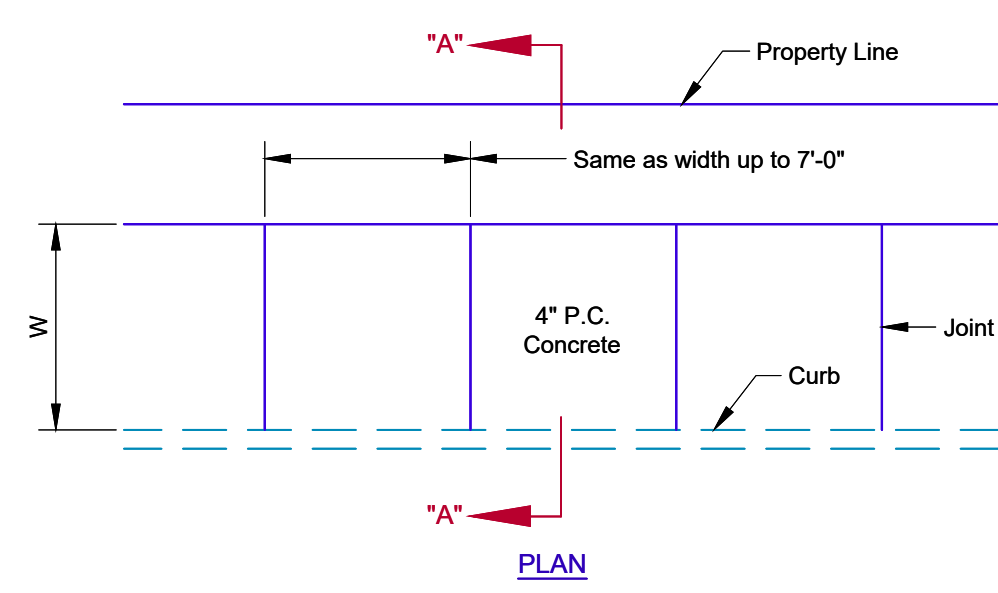 "A"
Property Line
Same as width up to 7'-0"
W
4" P.C.
Concrete
Joint
Curb
"A"
PLAN